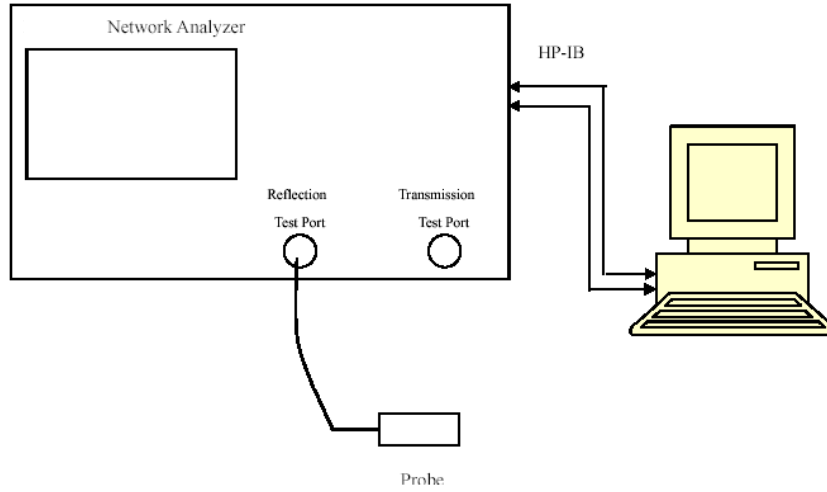 Network Analyzer
HP-IB
Reflection
Test Port
Transmission
Test Port
Probe